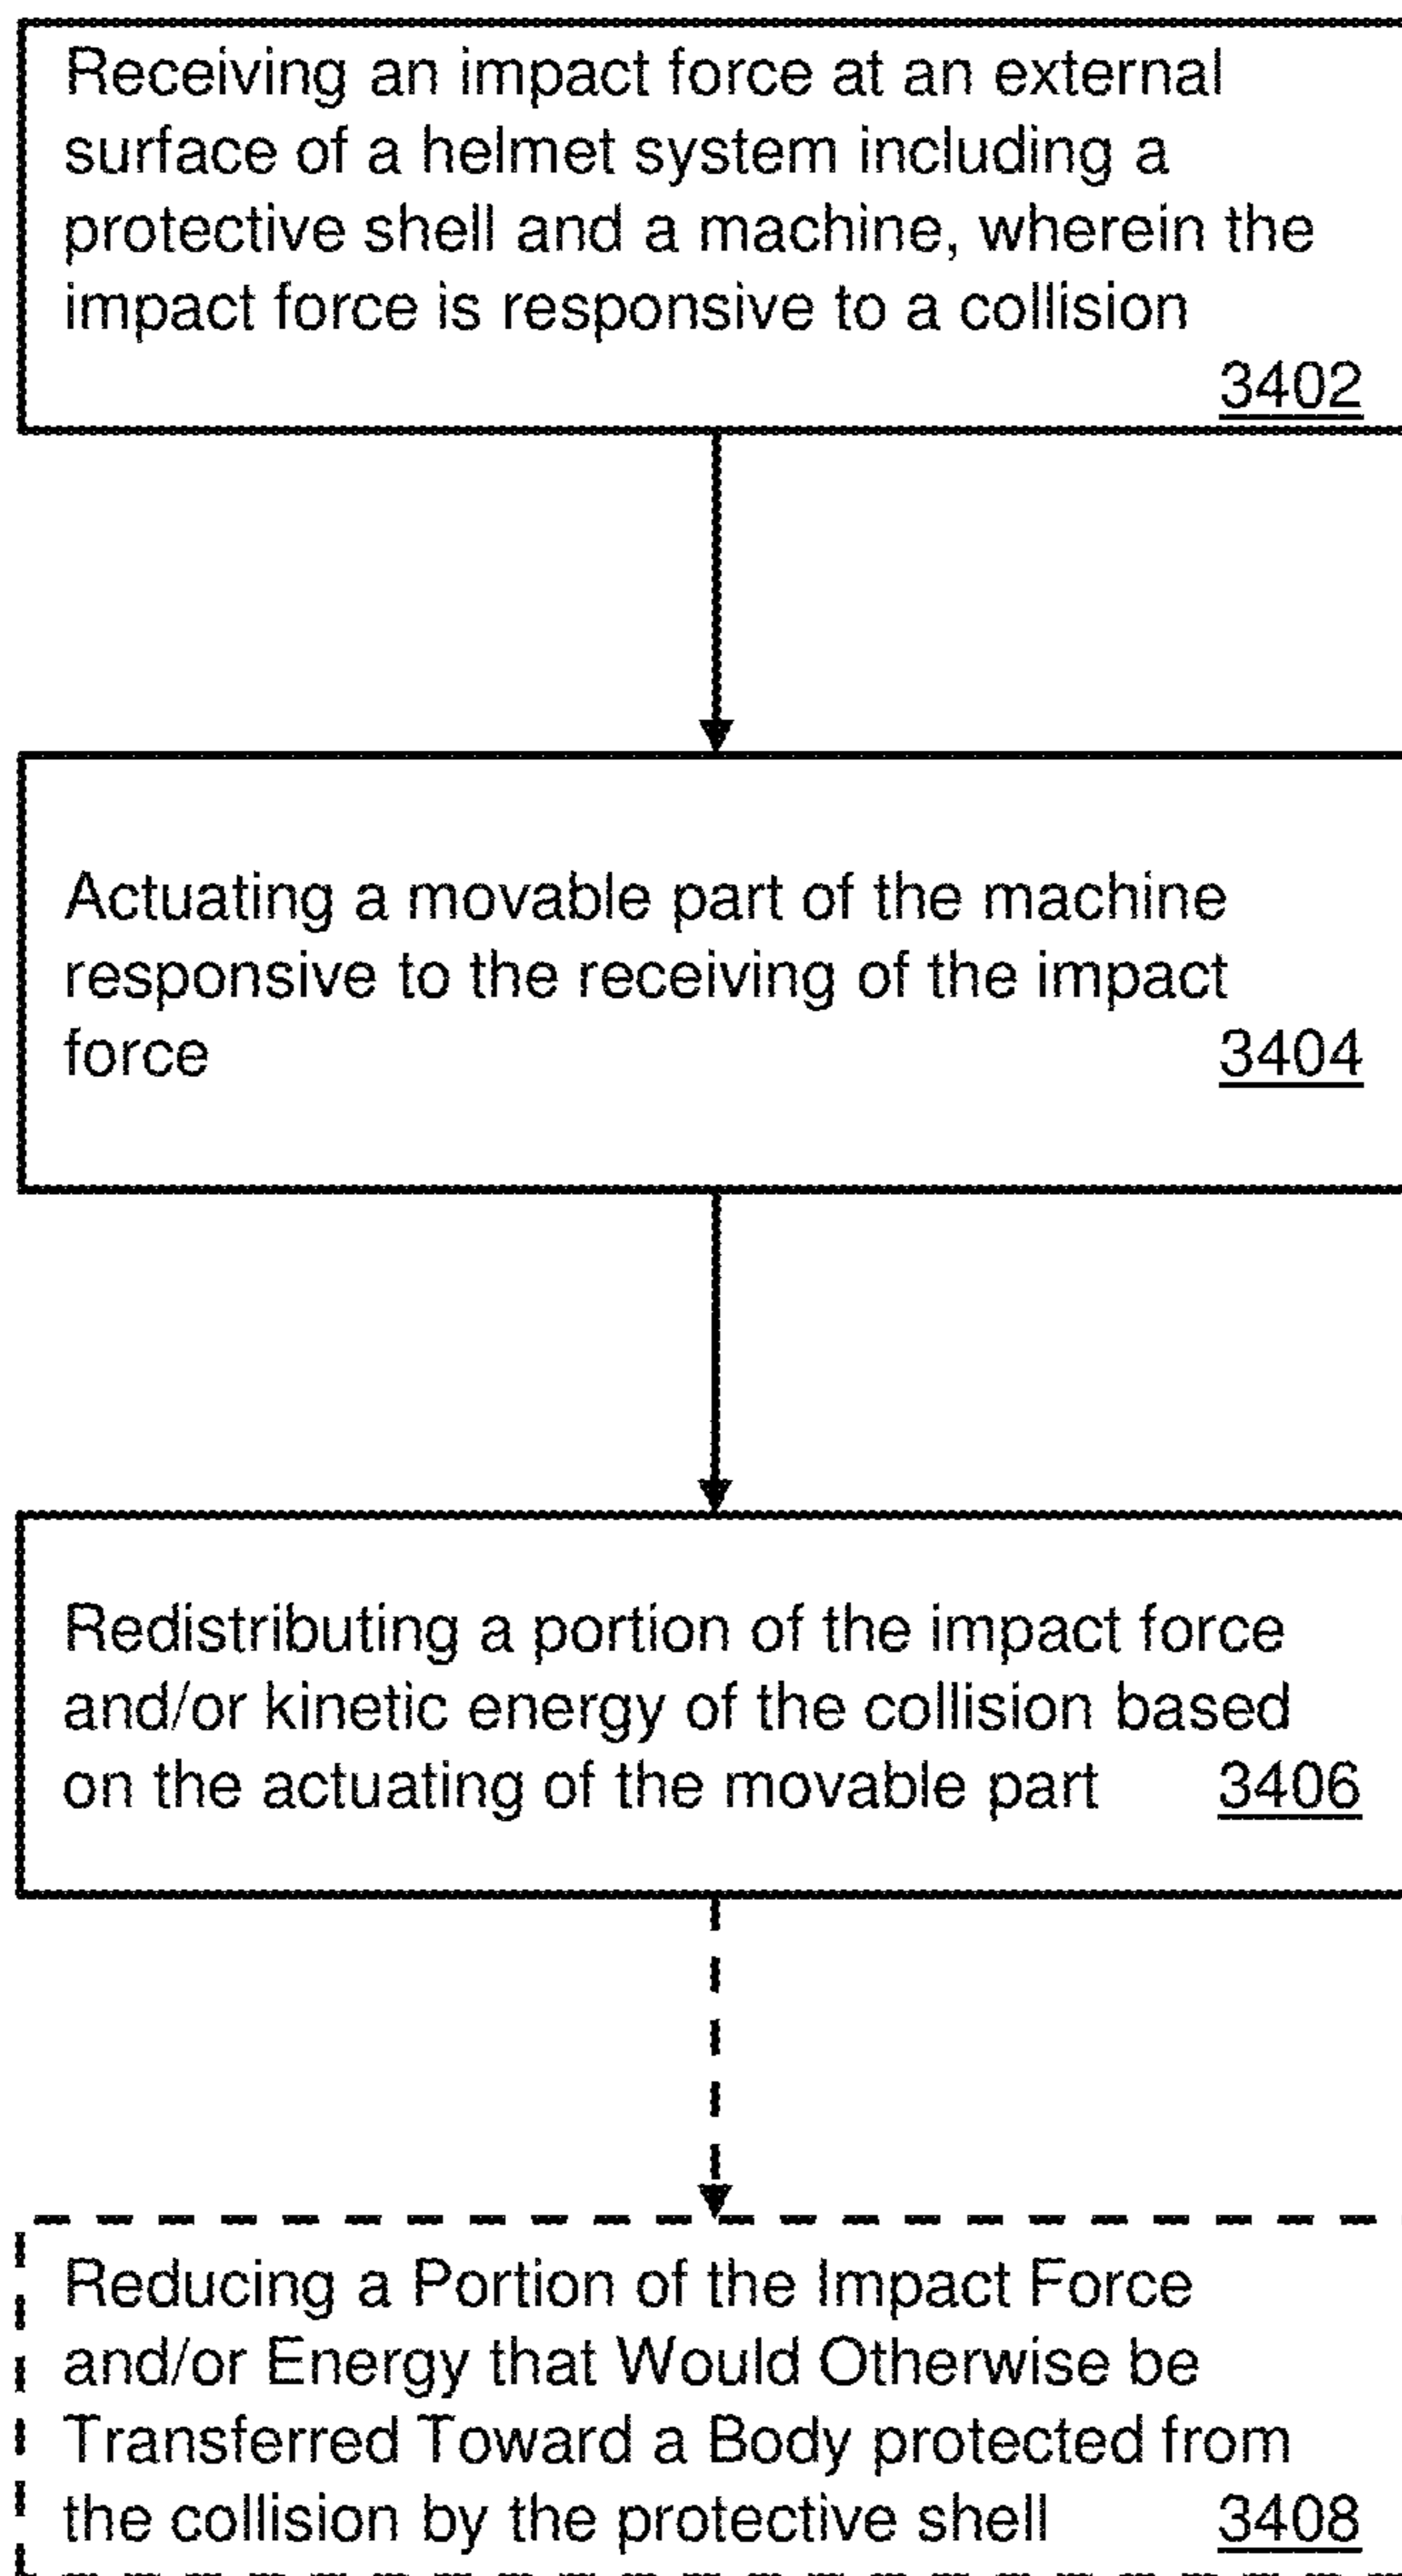 Receiving an impact force at an external
surface of a helmet system including a
protective shell and a machine, wherein the
impact force is responsive to a collision
3402
Actuating a movable part of the machine
responsive to the receiving of the impact
force 3404
Redistributing a portion of the impact force
and/or kinetic energy of the collision based
on the actuating of the movable part 3406
Reducing a Portion of the Impact Force
and/or Energy that Would Otherwise be
Transferred Toward a Body protected from
the collision by the protective shell 3408